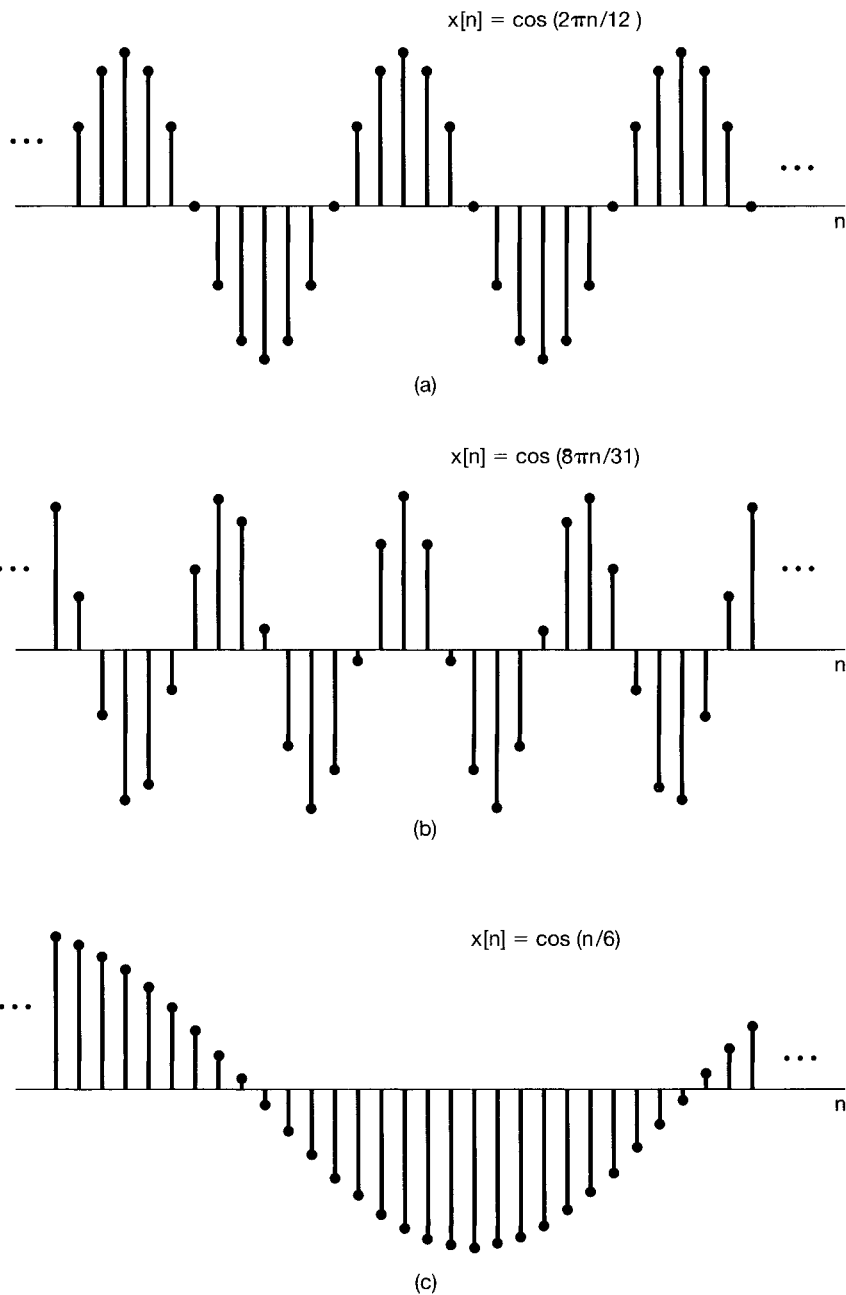 x[n] = cos (2πn/12 )
• • •
• • •
n
(a)
x[n] = cos (8πn/31)
• • •
• • •
n
(b)
x[n] = cos (n/6)
• • •
• • •
n
(c)